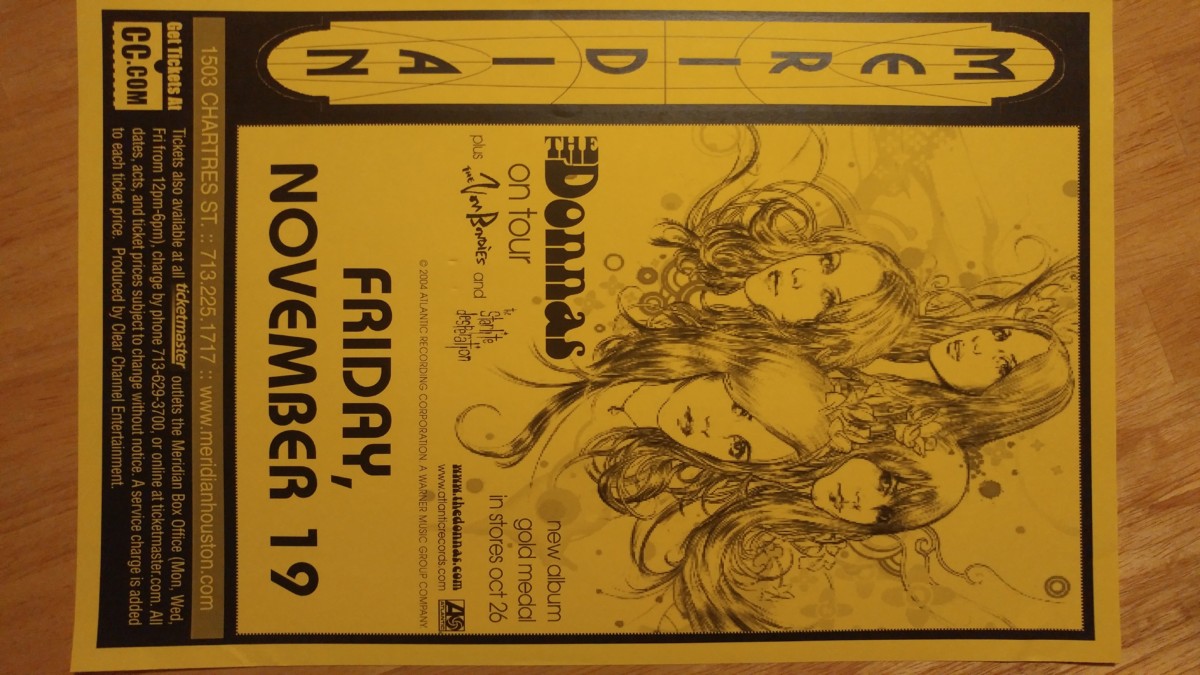 MERIDIAN
THE Donnas
on tour
plus THE Von Bondies and the starlite desperation
new album
gold medal
in stores oct 26
www.thedonnas.com
www.atlanticrecords.com
ATLANTIC
© 2004 ATLANTIC RECORDING CORPORATION. A WARNER MUSIC GROUP COMPANY
FRIDAY,
NOVEMBER 19
1503 CHARTRES ST. :: 713.225.1717 :: www.meridianhouston.com
Get Tickets At
CC.COM
Tickets also available at all ticketmaster outlets the Meridian Box Office (Mon, Wed,
Fri from 12pm-6pm), charge by phone 713-629-3700, or online at ticketmaster.com. All
dates, acts, and ticket prices subject to change without notice. A service charge is added
to each ticket price. Produced by Clear Channel Entertainment.